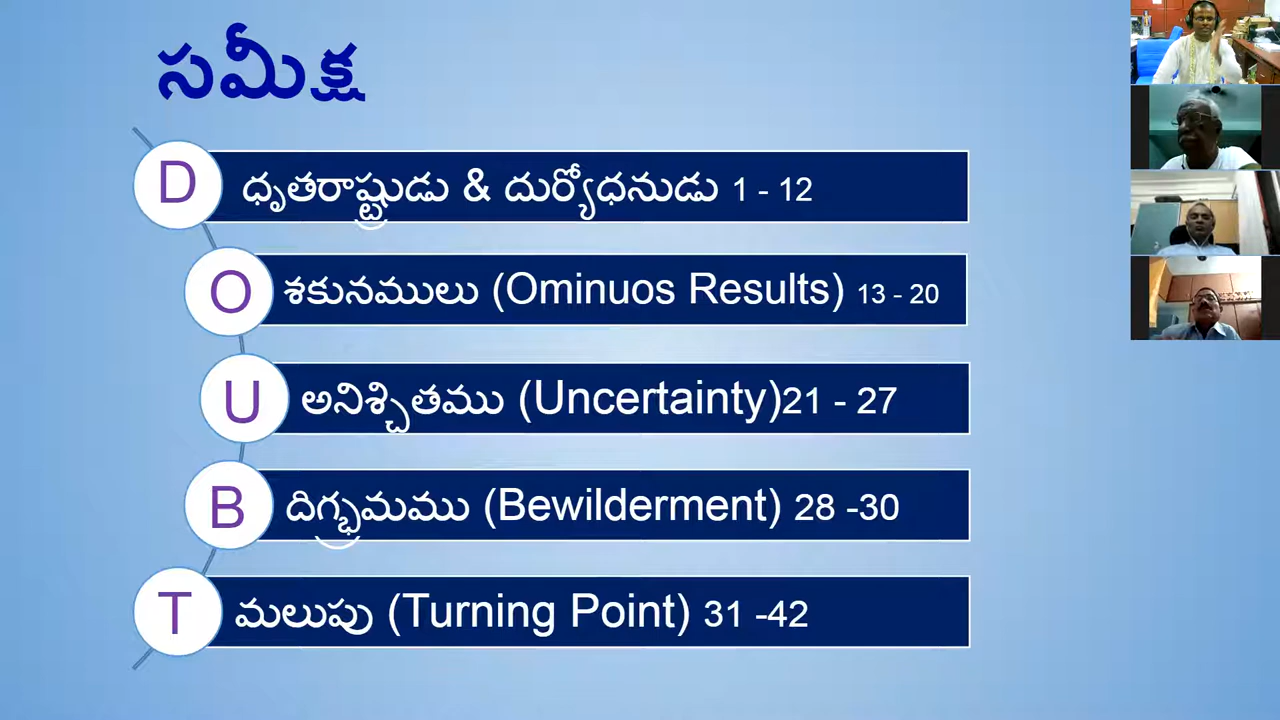 సమీక్ష
D ధృతరాష్ట్రుడు & దుర్యోధనుడు 1 - 12
O శకునములు (Ominuos Results) 13 - 20
U అనిశ్చితము (Uncertainty)21 - 27
B దిగ్భ్రమము (Bewilderment) 28 -30
T మలుపు (Turning Point) 31 -42